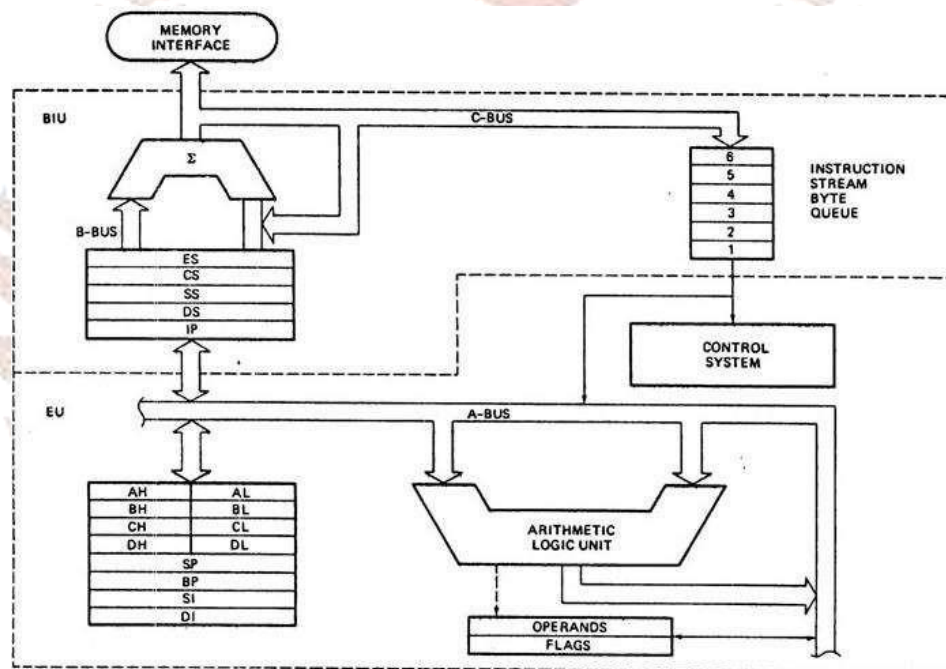 MEMORY
INTERFACE
BIU
C-BUS
Σ
B-BUS
ES
CS
SS
DS
IP
6
5
4
3
2
1
INSTRUCTION
STREAM
BYTE
QUEUE
CONTROL
SYSTEM
EU
A-BUS
AH AL
BH BL
CH CL
DH DL
SP
BP
SI
DI
ARITHMETIC
LOGIC UNIT
OPERANDS
FLAGS